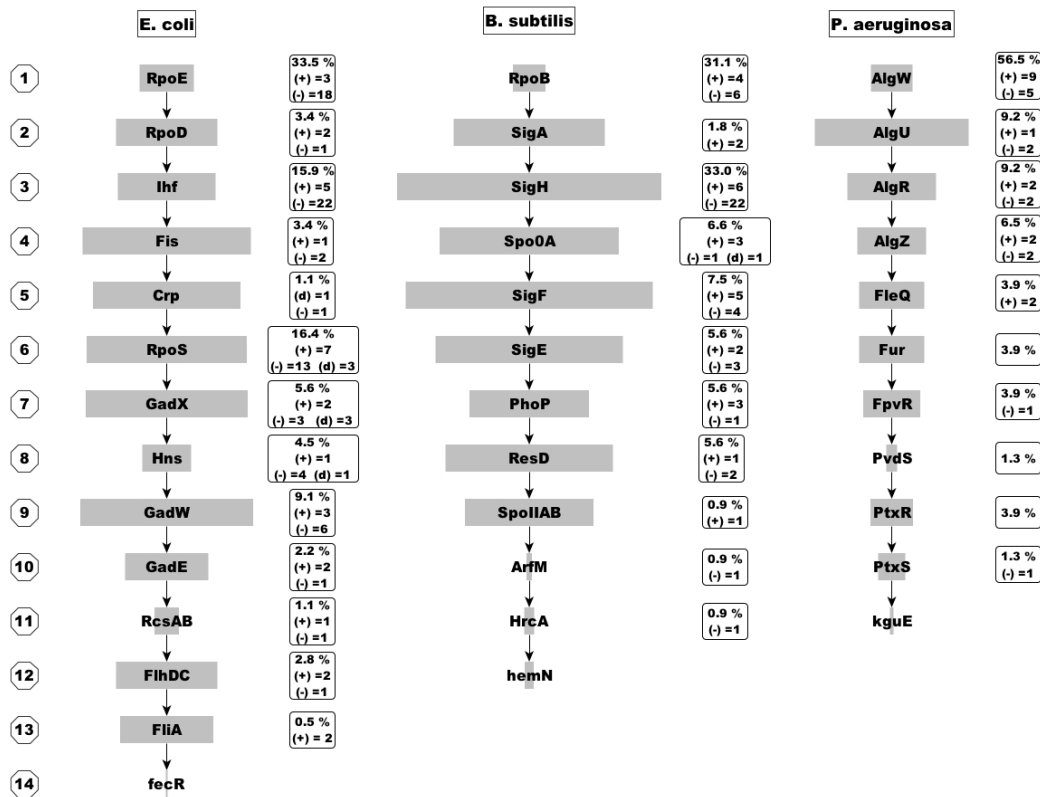 E. coli
B. subtilis
P. aeruginosa
1
RpoE
33.5 %
(+) =3
(-) =18
RpoB
31.1 %
(+) =4
(-) =6
AlgW
56.5 %
(+) =9
(-) =5
2
RpoD
3.4 %
(+) =2
(-) =1
SigA
1.8 %
(+) =2
AlgU
9.2 %
(+) =1
(-) =2
3
Ihf
15.9 %
(+) =5
(-) =22
SigH
33.0 %
(+) =6
(-) =22
AlgR
9.2 %
(+) =2
(-) =2
4
Fis
3.4 %
(+) =1
(-) =2
Spo0A
6.6 %
(+) =3
(-) =1 (d) =1
AlgZ
6.5 %
(+) =2
(-) =2
5
Crp
1.1 %
(d) =1
(-) =1
SigF
7.5 %
(+) =5
(-) =4
FleQ
3.9 %
(+) =2
6
RpoS
16.4 %
(+) =7
(-) =13 (d) =3
SigE
5.6 %
(+) =2
(-) =3
Fur
3.9 %
7
GadX
5.6 %
(+) =2
(-) =3 (d) =3
PhoP
5.6 %
(+) =3
(-) =1
FpvR
3.9 %
(-) =1
8
Hns
4.5 %
(+) =1
(-) =4 (d) =1
ResD
5.6 %
(+) =1
(-) =2
PvdS
1.3 %
9
GadW
9.1 %
(+) =3
(-) =6
SpoIIAB
0.9 %
(+) =1
PtxR
3.9 %
10
GadE
2.2 %
(+) =2
(-) =1
ArfM
0.9 %
(-) =1
PtxS
1.3 %
(-) =1
11
RcsAB
1.1 %
(+) =1
(-) =1
HrcA
0.9 %
(-) =1
kguE
12
FlhDC
2.8 %
(+) =2
(-) =1
hemN
13
FliA
0.5 %
(+) = 2
14
fecR